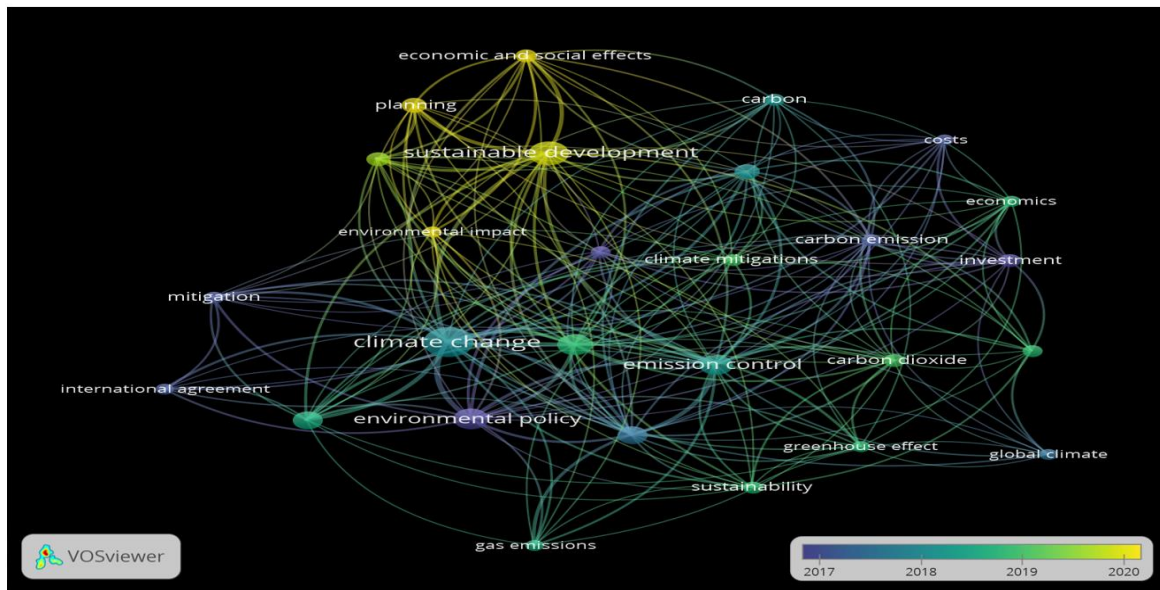 economic and social effects
planning
carbon
sustainable development
costs
economics
environmental impact
carbon emission
climate mitigations
investment
mitigation
climate change
emission control
carbon dioxide
international agreement
environmental policy
greenhouse effect
global climate
sustainability
gas emissions
VOSviewer
2017 2018 2019 2020